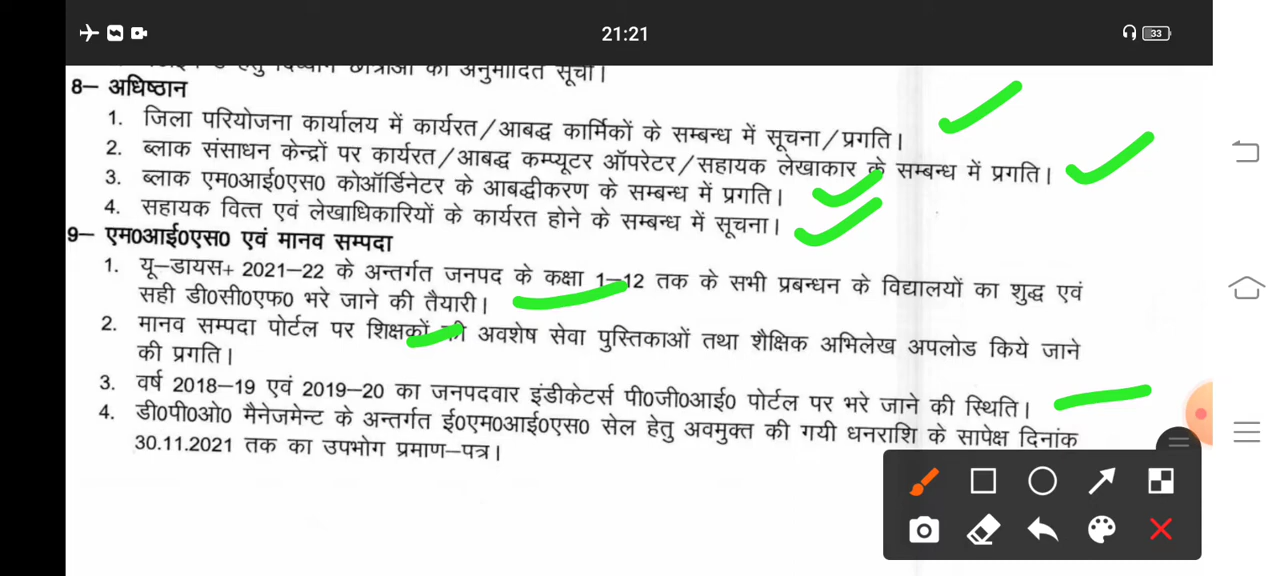 21:21
33
हेतु दिव्यांग छात्राओं की अनुमोदित सूची।
8– अधिष्ठान
1. जिला परियोजना कार्यालय में कार्यरत/आबद्ध कार्मिकों के सम्बन्ध में सूचना/प्रगति।
2. ब्लाक संसाधन केन्द्रों पर कार्यरत/आबद्ध कम्प्यूटर ऑपरेटर/सहायक लेखाकार के सम्बन्ध में प्रगति।
3. ब्लाक एम0आई0एस0 कोऑर्डिनेटर के आबद्धीकरण के सम्बन्ध में प्रगति।
4. सहायक वित्त एवं लेखाधिकारियों के कार्यरत होने के सम्बन्ध में सूचना।
9– एम0आई0एस0 एवं मानव सम्पदा
1. यू–डायस+ 2021–22 के अन्तर्गत जनपद के कक्षा 1–12 तक के सभी प्रबन्धन के विद्यालयों का शुद्ध एवं
सही डी0सी0एफ0 भरे जाने की तैयारी।
2. मानव सम्पदा पोर्टल पर शिक्षकों की अवशेष सेवा पुस्तिकाओं तथा शैक्षिक अभिलेख अपलोड किये जाने
की प्रगति।
3. वर्ष 2018–19 एवं 2019–20 का जनपदवार इंडीकेटर्स पी0जी0आई0 पोर्टल पर भरे जाने की स्थिति।
4. डी0पी0ओ0 मैनेजमेन्ट के अन्तर्गत ई0एम0आई0एस0 सेल हेतु अवमुक्त की गयी धनराशि के सापेक्ष दिनांक
30.11.2021 तक का उपभोग प्रमाण–पत्र।